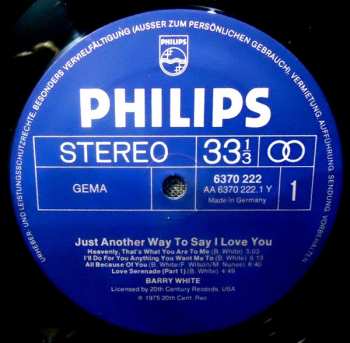 URHEBER- UND LEISTUNGSSCHUTZRECHTE, BESONDERS VERVIELFÄLTIGUNG (AUSSER ZUM PERSÖNLICHEN GEBRAUCH), VERMIETUNG, AUFFÜHRUNG, SENDUNG VORBEHALTEN
PHILIPS
PHILIPS
STEREO
33 1/3
GEMA
6370 222
AA 6370 222.1 Y
Made in Germany
1
Just Another Way To Say I Love You
Heavenly, That's What You Are To Me (B. White) 5:03
I'll Do For You Anything You Want Me To (B. White) 6:13
All Because Of You (B. White/F. Wilson/M. Nunes) 6:40
Love Serenade (Part 1) (B. White) 4:49
BARRY WHITE
Licensed by 20th Century Records, USA
℗ 1975 20th Cent. Rec.